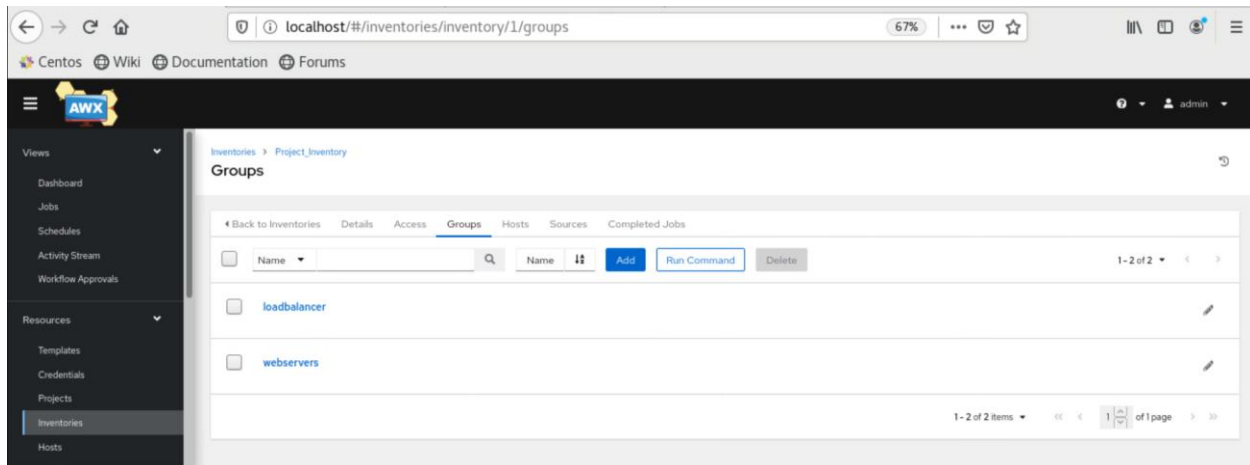 localhost/#/inventories/inventory/1/groups
67%
Centos Wiki Documentation Forums
AWX
admin
Views
Dashboard
Jobs
Schedules
Activity Stream
Workflow Approvals
Resources
Templates
Credentials
Projects
Inventories
Hosts
Inventories Project_Inventory
Groups
Back to Inventories Details Access Groups Hosts Sources Completed Jobs
Name Name Add Run Command Delete 1 - 2 of 2
loadbalancer
webservers
1 - 2 of 2 items 1 of 1 page